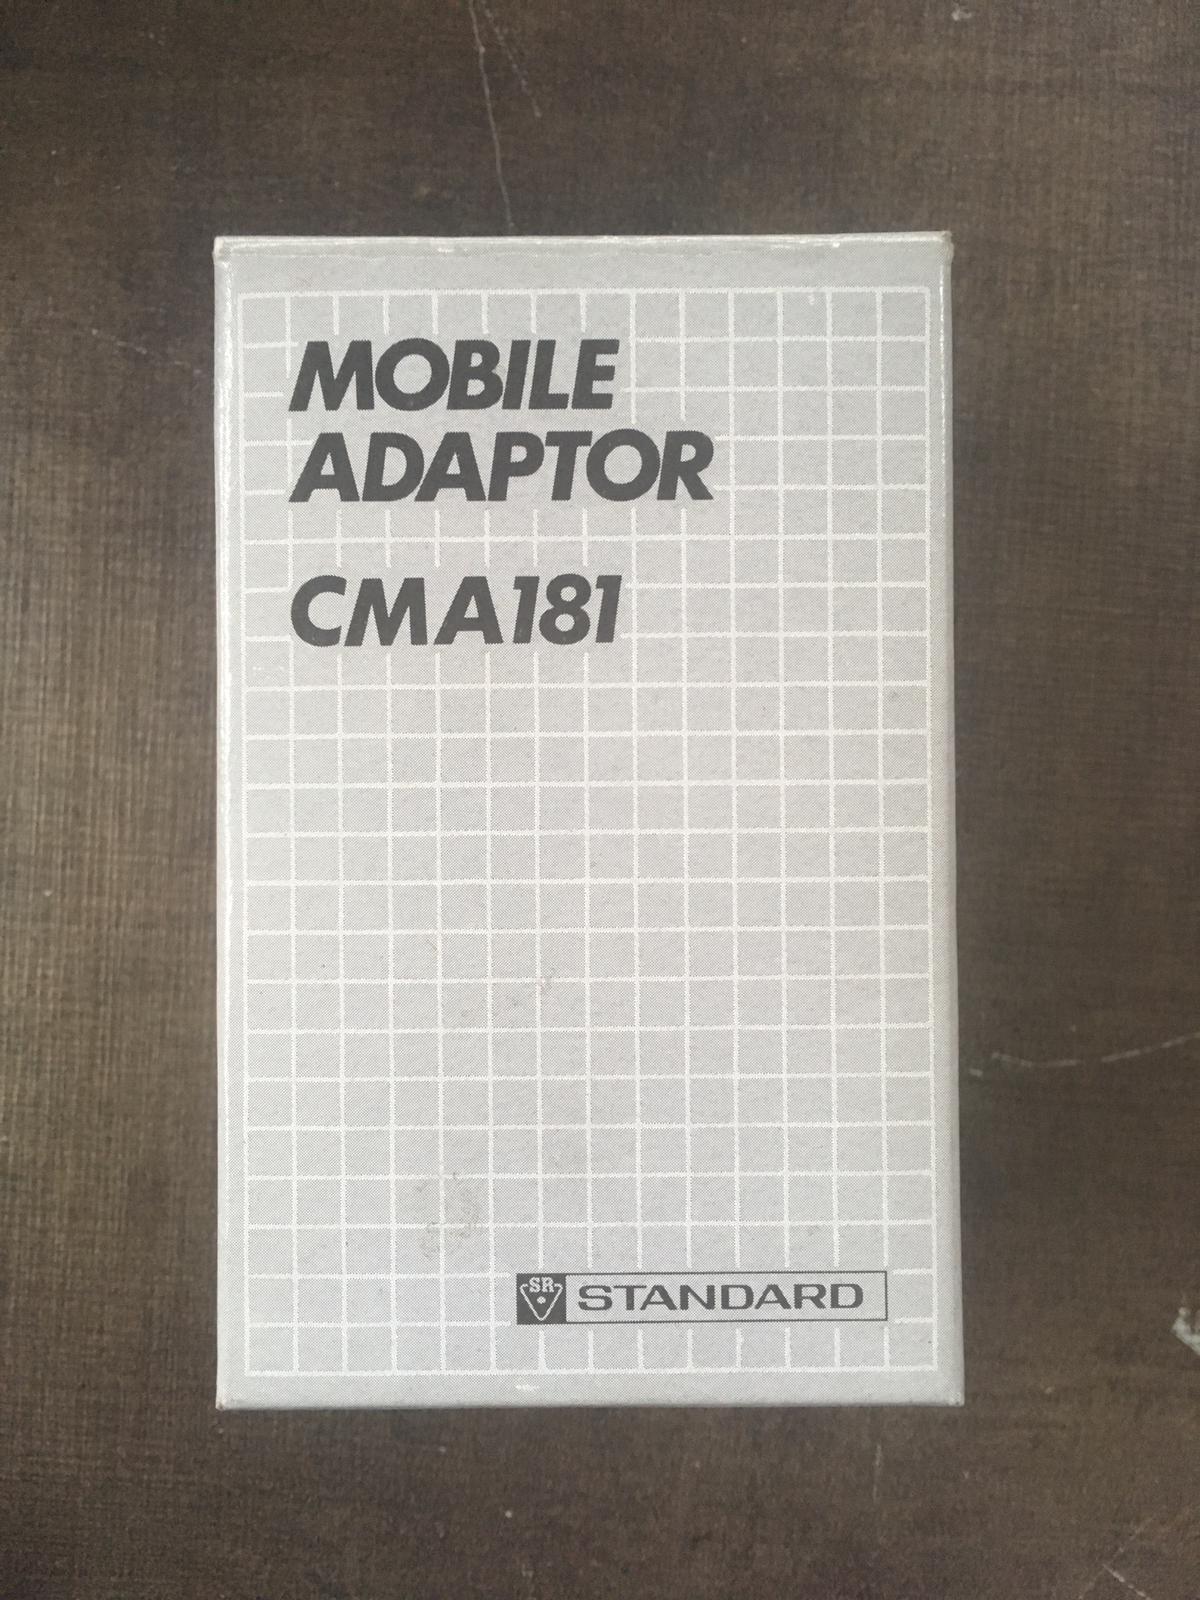 MOBILE
ADAPTOR
CMA181
SR STANDARD